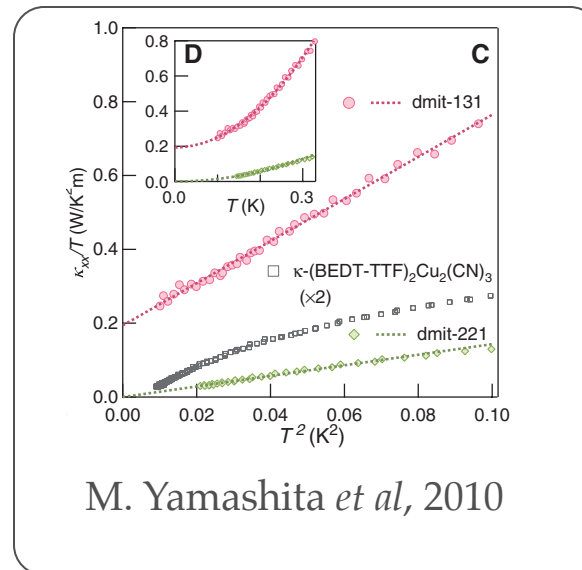 1.0
0.8
0.6
0.4
0.2
0.0
κxx/T (W/K²m)
0.00
0.02
0.04
0.06
0.08
0.10
T² (K²)
C
dmit-131
κ-(BEDT-TTF)₂Cu₂(CN)₃
(×2)
dmit-221
D
0.8
0.6
0.4
0.2
0.0
0.0
0.3
T (K)
M. Yamashita et al, 2010